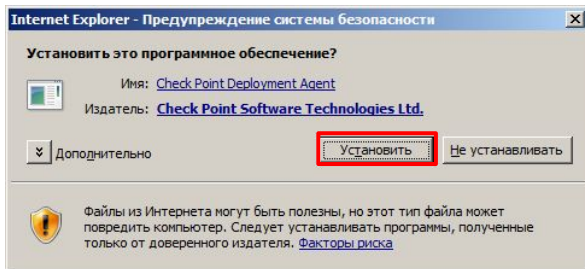 Internet Explorer - Предупреждение системы безопасности
Установить это программное обеспечение?
Имя: Check Point Deployment Agent
Издатель: Check Point Software Technologies Ltd.
Дополнительно
Установить
Не устанавливать
Файлы из Интернета могут быть полезны, но этот тип файла может
повредить компьютер. Следует устанавливать программы, полученные
только от доверенного издателя. Факторы риска